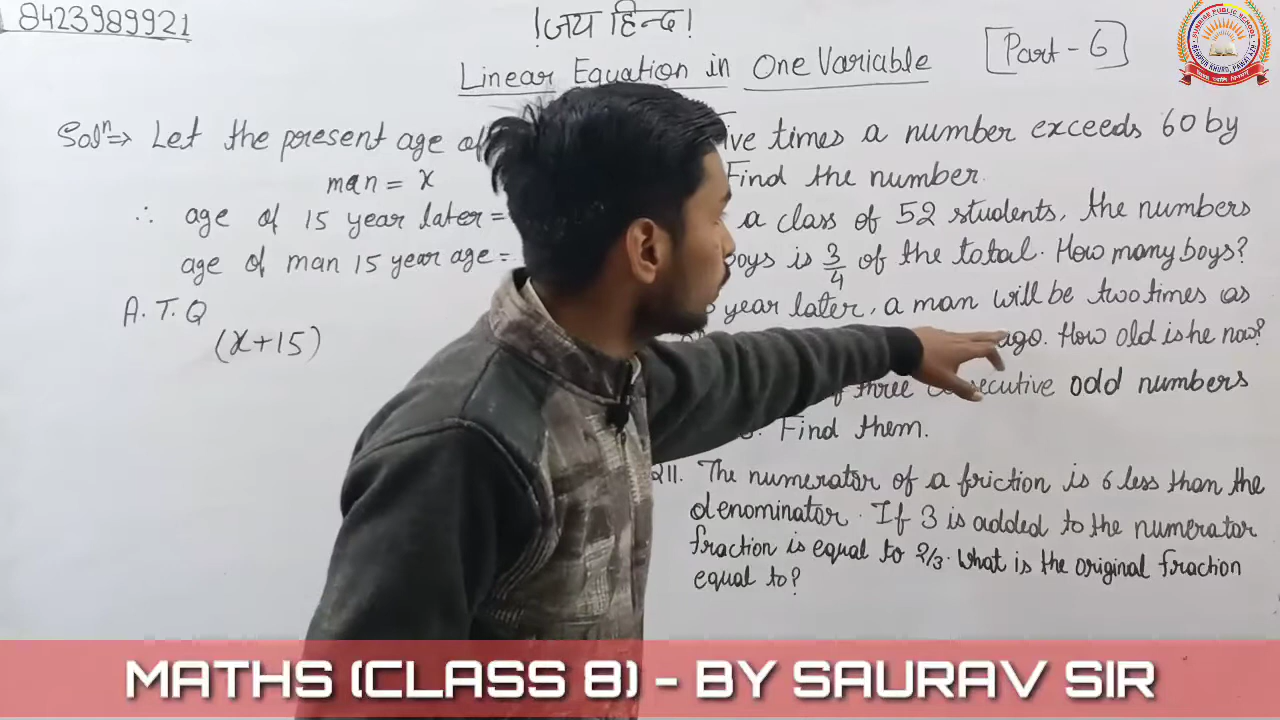 8423989921
!जय हिन्द!
Linear Equation in One Variable
[Part-6]
SUNRISE PUBLIC SCHOOL
Solⁿ⇒ Let the present age of
man = x
∴ age of 15 year later =
age of man 15 year age =
A.T.Q
(x+15)
ive times a number exceeds 60 by
Find the number.
a class of 52 students, the numbers
boys is 3/4 of the total. How many boys?
year later, a man will be two times as
ago. How old is he now?
of three consecutive odd numbers
Find them.
Q11. The numerator of a friction is 6 less than the
denominator. If 3 is added to the numerator
fraction is equal to 2/3. What is the original fraction
equal to?
MATHS (CLASS 8) - BY SAURAV SIR